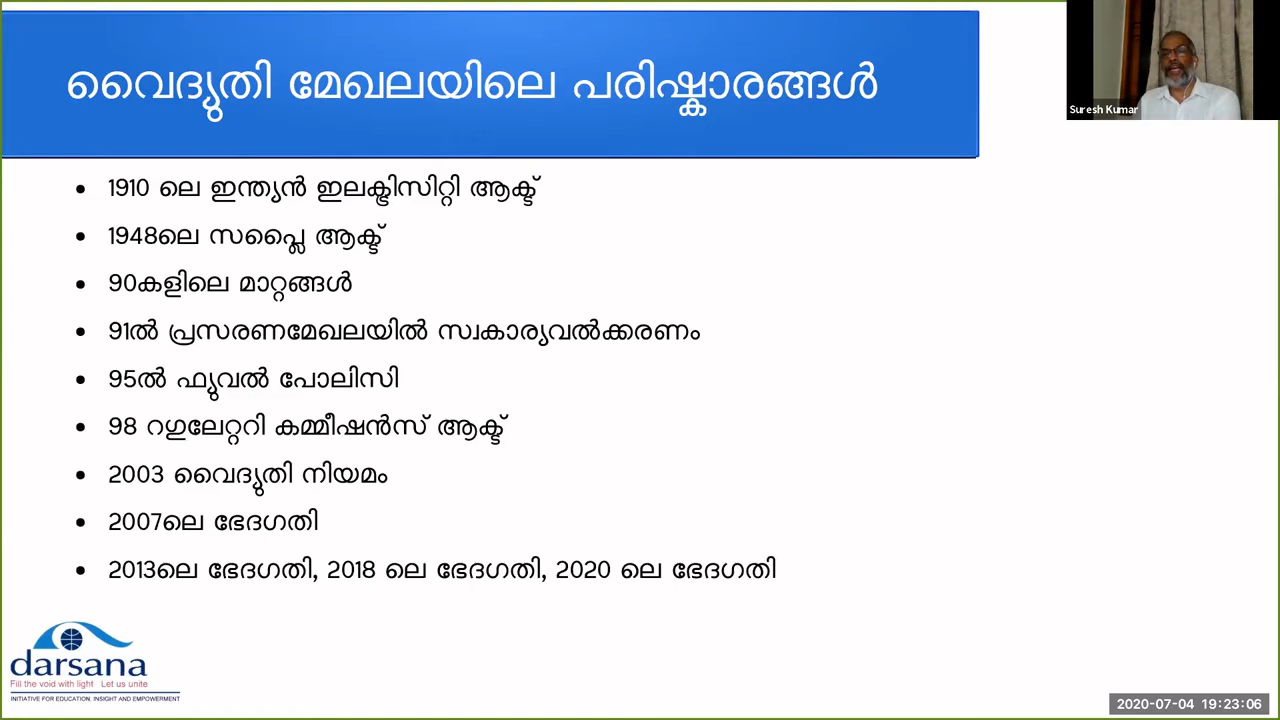 വൈദ്യുതി മേഖലയിലെ പരിഷ്കാരങ്ങൾ
Suresh Kumar
• 1910 ലെ ഇന്ത്യൻ ഇലക്ട്രിസിറ്റി ആക്ട്
• 1948ലെ സപ്ലൈ ആക്ട്
• 90കളിലെ മാറ്റങ്ങൾ
• 91ൽ പ്രസരണമേഖലയിൽ സ്വകാര്യവൽക്കരണം
• 95ൽ ഫ്യുവൽ പോലിസി
• 98 റഗുലേറ്ററി കമ്മീഷൻസ് ആക്ട്
• 2003 വൈദ്യുതി നിയമം
• 2007ലെ ഭേദഗതി
• 2013ലെ ഭേദഗതി, 2018 ലെ ഭേദഗതി, 2020 ലെ ഭേദഗതി
darsana
Fill the void with light Let us unite
INITIATIVE FOR EDUCATION, INSIGHT AND EMPOWERMENT
2020-07-04 19:23:06